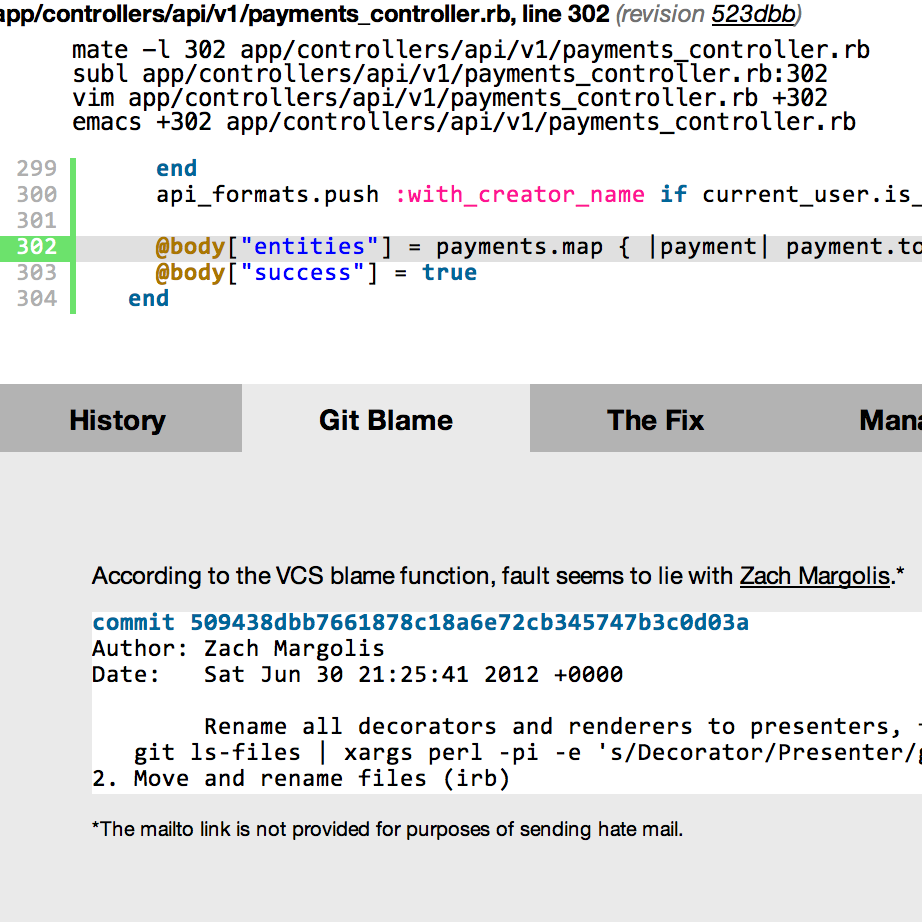 app/controllers/api/v1/payments_controller.rb, line 302 (revision 523dbb)
mate -l 302 app/controllers/api/v1/payments_controller.rb
subl app/controllers/api/v1/payments_controller.rb:302
vim app/controllers/api/v1/payments_controller.rb +302
emacs +302 app/controllers/api/v1/payments_controller.rb
299 end
300 api_formats.push :with_creator_name if current_user.is_
301
302 @body["entities"] = payments.map { |payment| payment.to
303 @body["success"] = true
304 end
History Git Blame The Fix Mana
According to the VCS blame function, fault seems to lie with Zach Margolis.*
commit 509438dbb7661878c18a6e72cb345747b3c0d03a
Author: Zach Margolis
Date: Sat Jun 30 21:25:41 2012 +0000
Rename all decorators and renderers to presenters,
git ls-files | xargs perl -pi -e 's/Decorator/Presenter/g
2. Move and rename files (irb)
*The mailto link is not provided for purposes of sending hate mail.